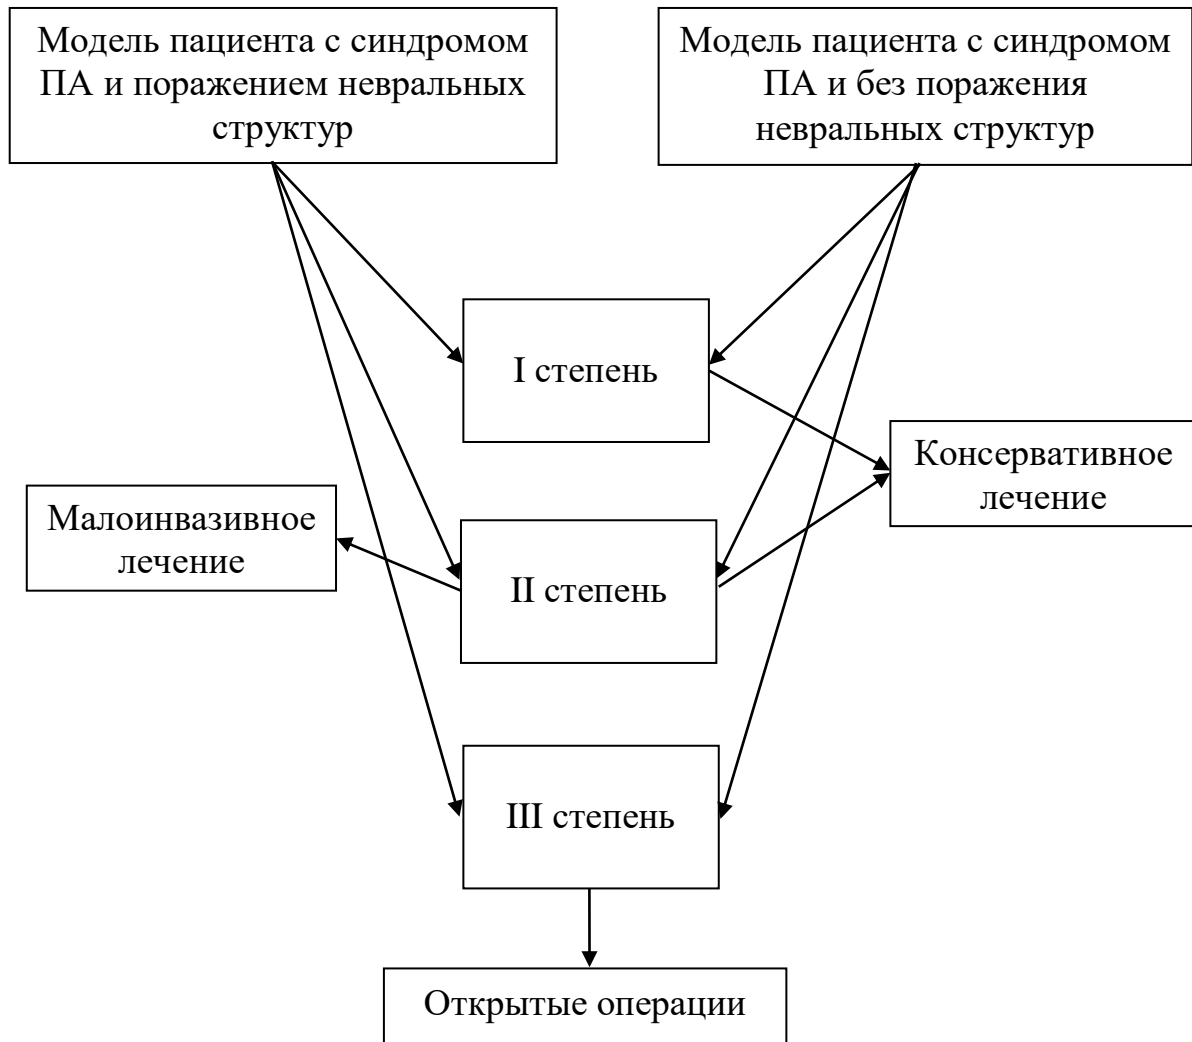 Модель пациента с синдромом
ПА и поражением невральных
структур
Модель пациента с синдромом
ПА и без поражения
невральных структур
I степень
Консервативное
лечение
Малоинвазивное
лечение
II степень
III степень
Открытые операции